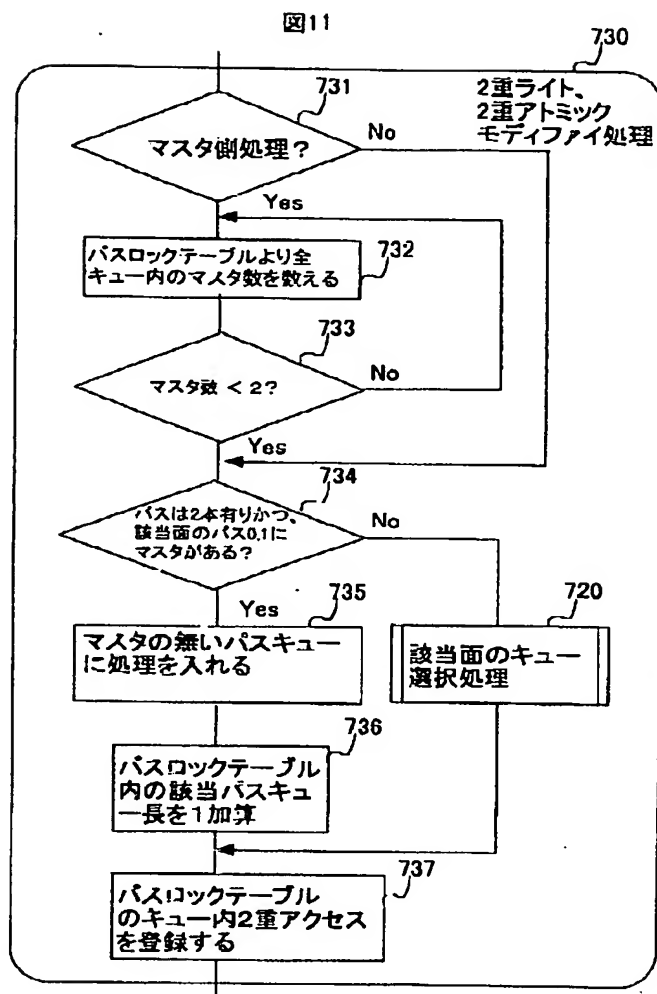 図11
730
2重ライト、
2重アトミック
モディファイ処理
731
マスタ側処理?
No
Yes
パスロックテーブルより全
キュー内のマスタ数を数える
732
733
マスタ数 < 2?
No
Yes
734
パスは2本有りかつ、
該当面のパス0,1に
マスタがある?
No
Yes
735
マスタの無いパスキュー
に処理を入れる
720
該当面のキュー
選択処理
736
パスロックテーブル
内の該当パスキュ
ー長を1加算
737
パスロックテーブル
のキュー内2重アクセス
を登録する